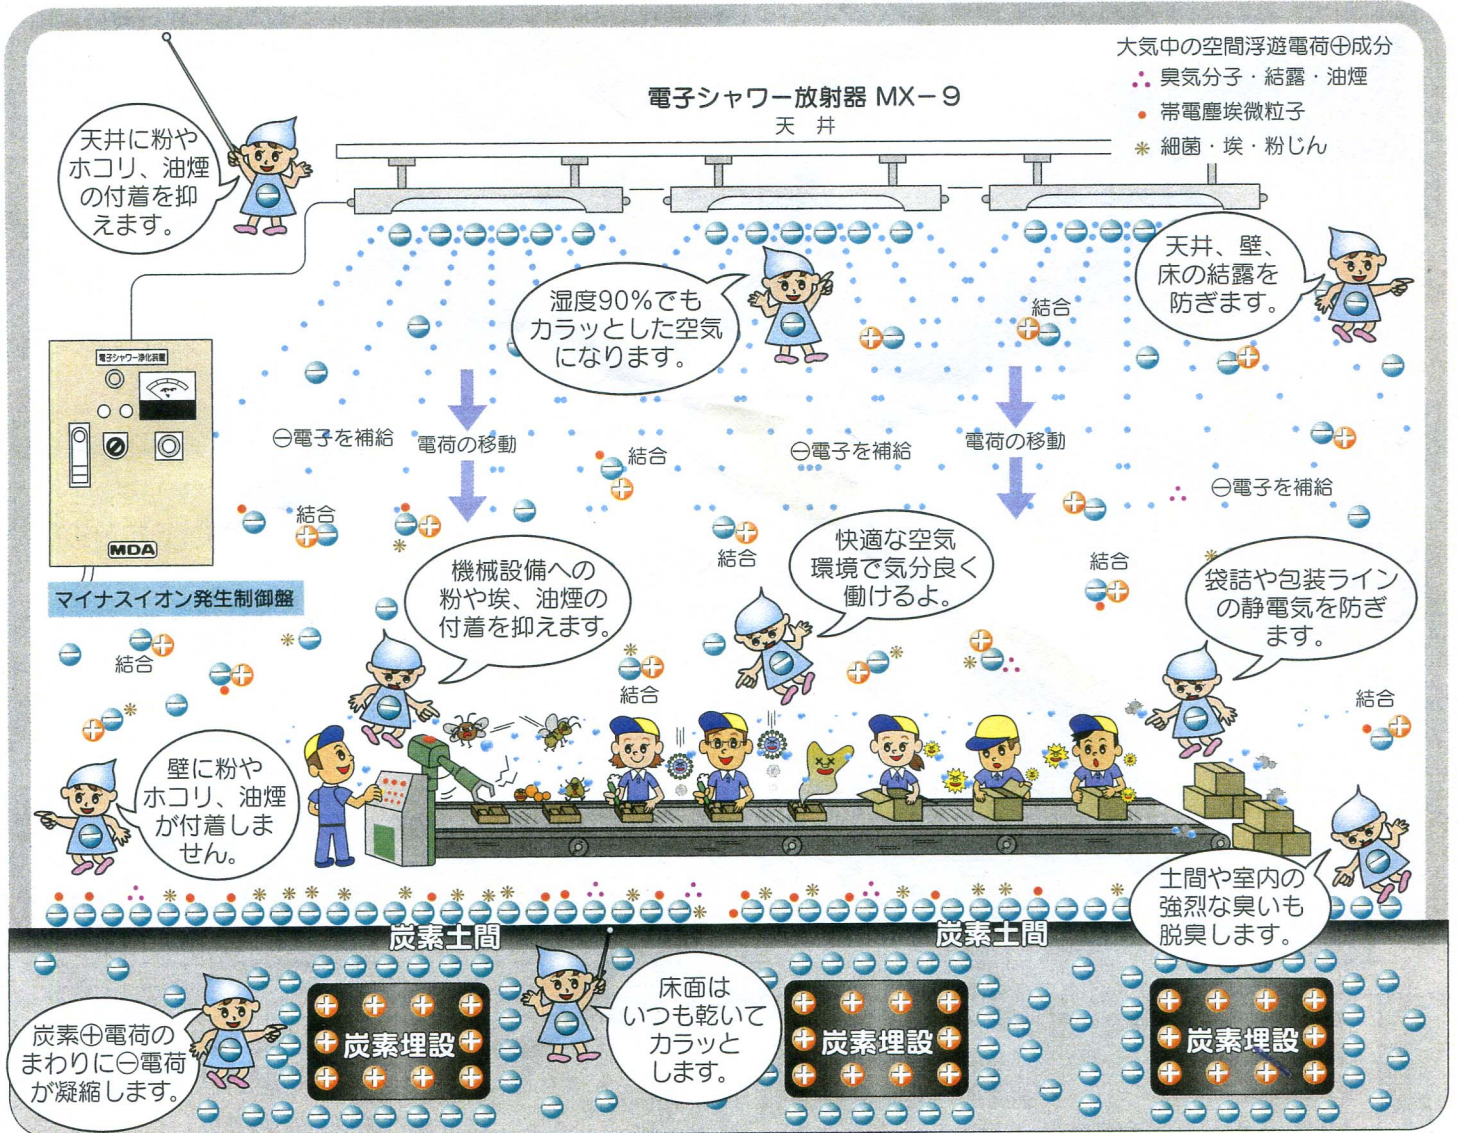 大気中の空間浮遊電荷⊕成分
臭気分子・結露・油煙
帯電塵埃微粒子
細菌・埃・粉じん
電子シャワー放射器 MX－9
天 井
天井に粉や
ホコリ、油煙
の付着を抑
えます。
湿度90%でも
カラッとした空気
になります。
天井、壁、
床の結露を
防ぎます。
結合
電子シャワー浄化装置
MDA
マイナスイオン発生制御盤
⊖電子を補給
電荷の移動
結合
⊖電子を補給
電荷の移動
⊖電子を補給
結合
結合
結合
機械設備への
粉や埃、油煙の
付着を抑えます。
快適な空気
環境で気分良く
働けるよ。
袋詰や包装ライン
の静電気を防ぎ
ます。
結合
結合
結合
壁に粉や
ホコリ、油煙
が付着しま
せん。
土間や室内の
強烈な臭いも
脱臭します。
炭素土間
炭素土間
炭素⊕電荷の
まわりに⊖電荷
が凝縮します。
炭素埋設
床面は
いつも乾いて
カラッと
します。
炭素埋設
炭素埋設